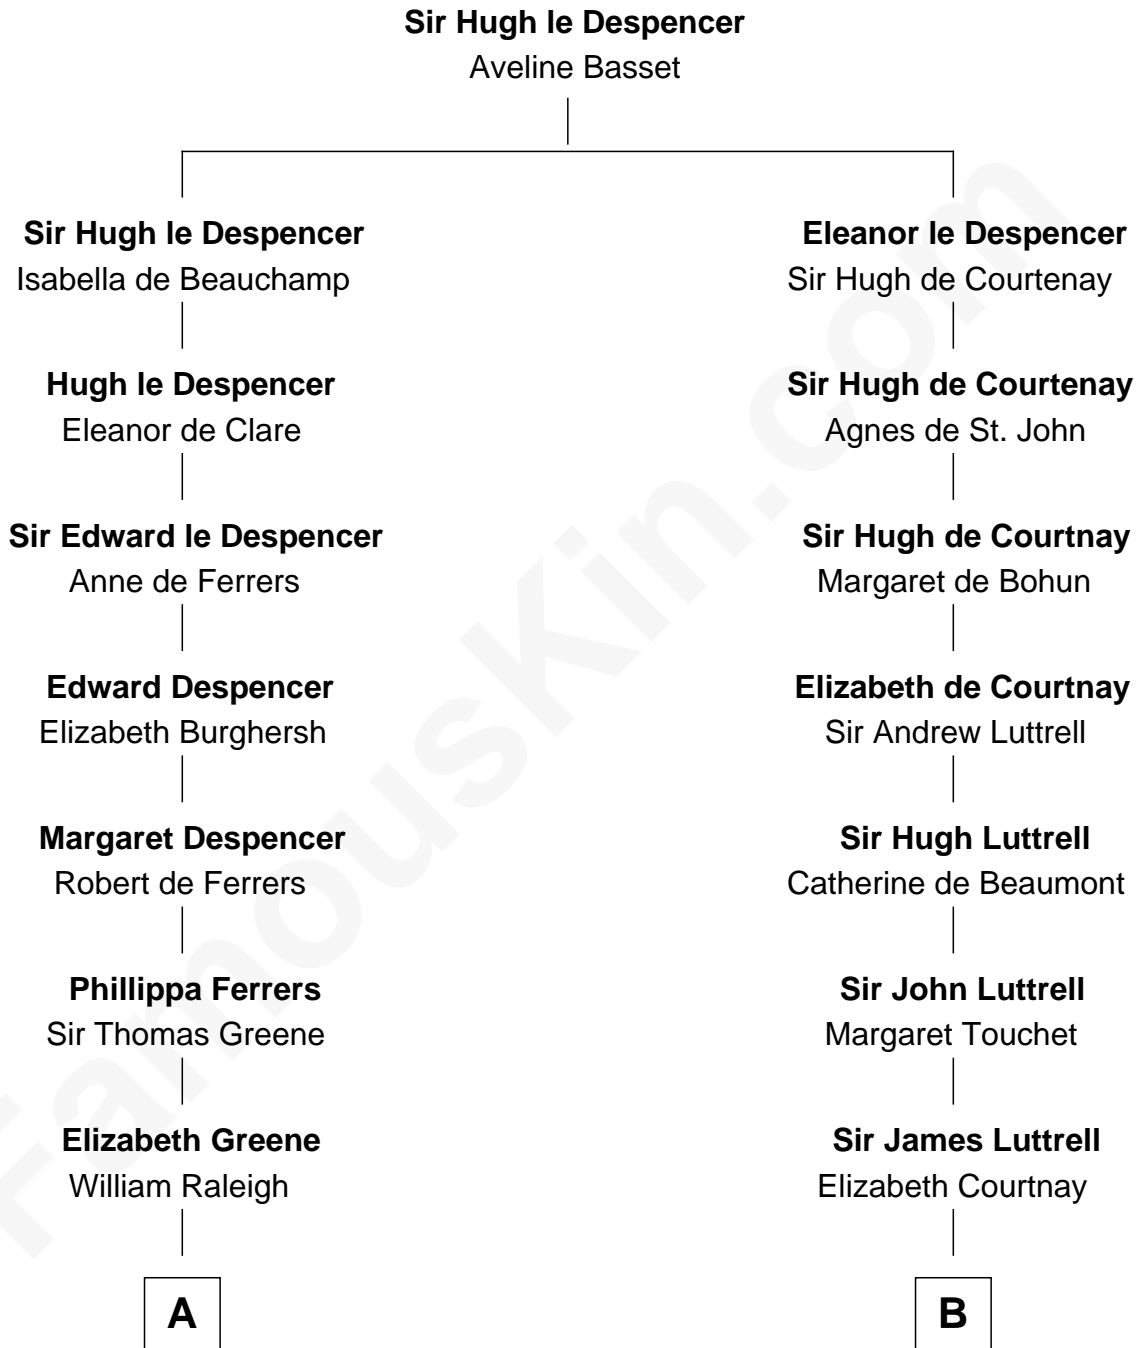 Sir Hugh le Despencer
Aveline Basset
Sir Hugh le Despencer
Isabella de Beauchamp
Hugh le Despencer
Eleanor de Clare
Sir Edward le Despencer
Anne de Ferrers
Edward Despencer
Elizabeth Burghersh
Margaret Despencer
Robert de Ferrers
Phillippa Ferrers
Sir Thomas Greene
Elizabeth Greene
William Raleigh
A
Eleanor le Despencer
Sir Hugh de Courtenay
Sir Hugh de Courtenay
Agnes de St. John
Sir Hugh de Courtnay
Margaret de Bohun
Elizabeth de Courtnay
Sir Andrew Luttrell
Sir Hugh Luttrell
Catherine de Beaumont
Sir John Luttrell
Margaret Touchet
Sir James Luttrell
Elizabeth Courtnay
B
FamousKin.com